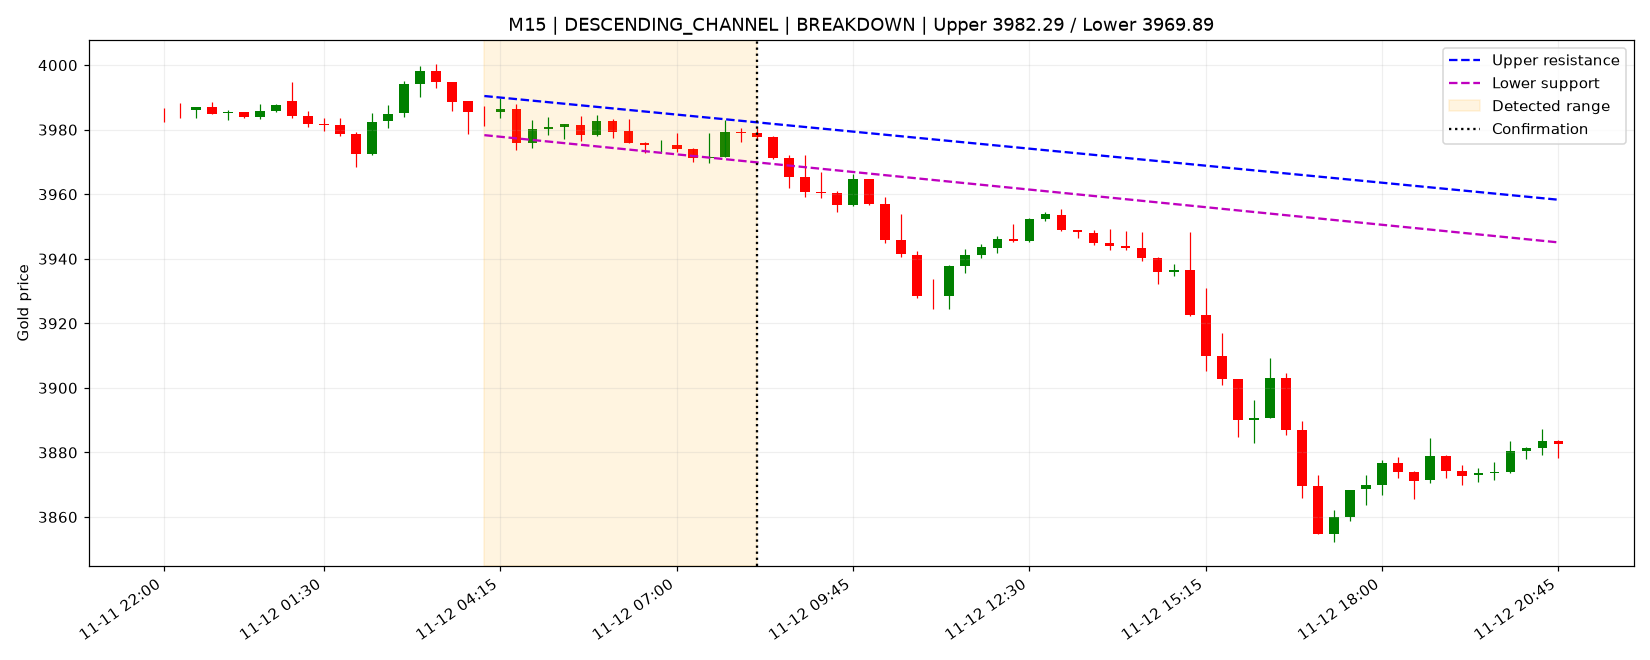 M15 | DESCENDING_CHANNEL | BREAKDOWN | Upper 3982.29 / Lower 3969.89
Upper resistance
Lower support
Detected range
Confirmation
Gold price
4000
3980
3960
3940
3920
3900
3880
3860
11-11 22:00
11-12 01:30
11-12 04:15
11-12 07:00
11-12 09:45
11-12 12:30
11-12 15:15
11-12 18:00
11-12 20:45